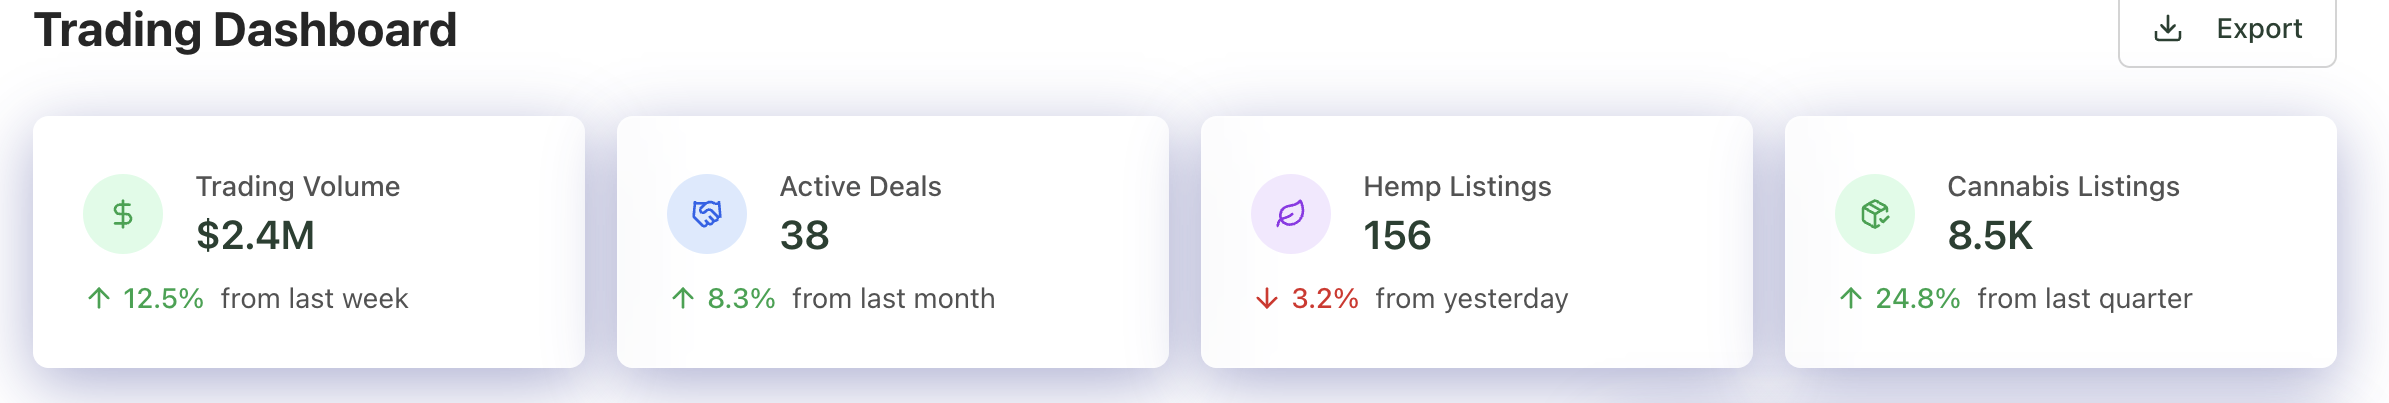 Trading Dashboard
Export
Trading Volume
$2.4M
↑ 12.5% from last week
Active Deals
38
↑ 8.3% from last month
Hemp Listings
156
↓ 3.2% from yesterday
Cannabis Listings
8.5K
↑ 24.8% from last quarter